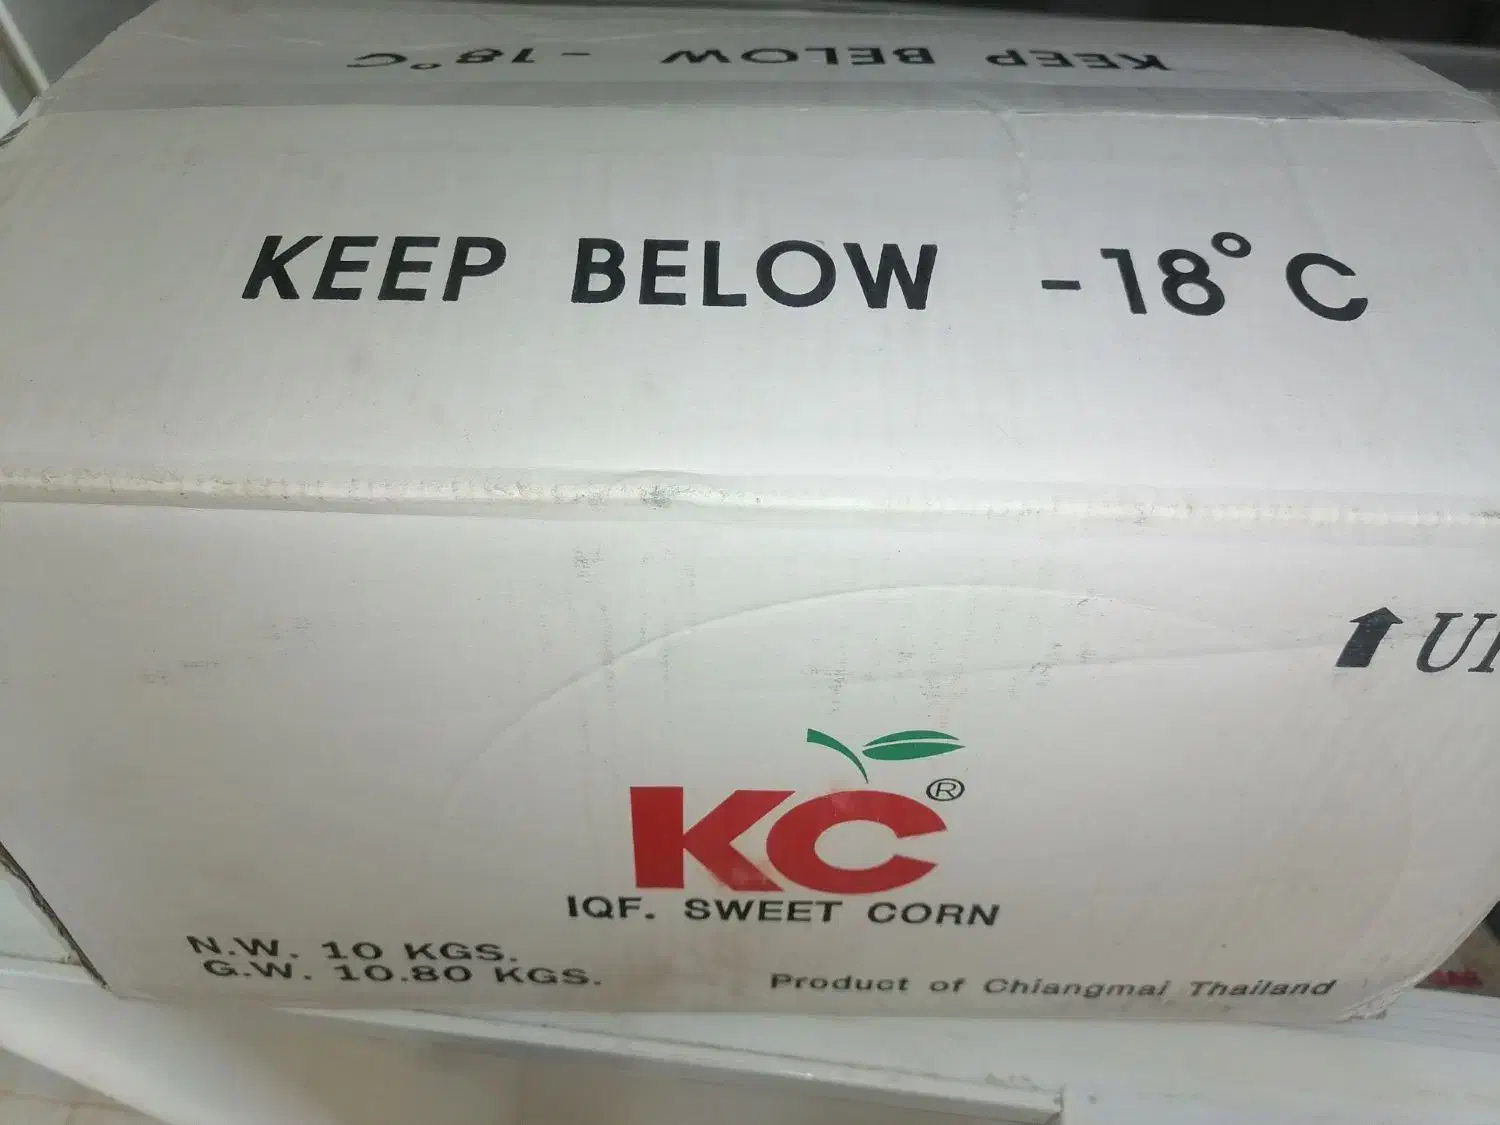 KEEP BELOW -18°C
KEEP BELOW -18°C
KC®
IQF. SWEET CORN
N.W. 10 KGS.
G.W. 10.80 KGS.
Product of Chiangmai Thailand